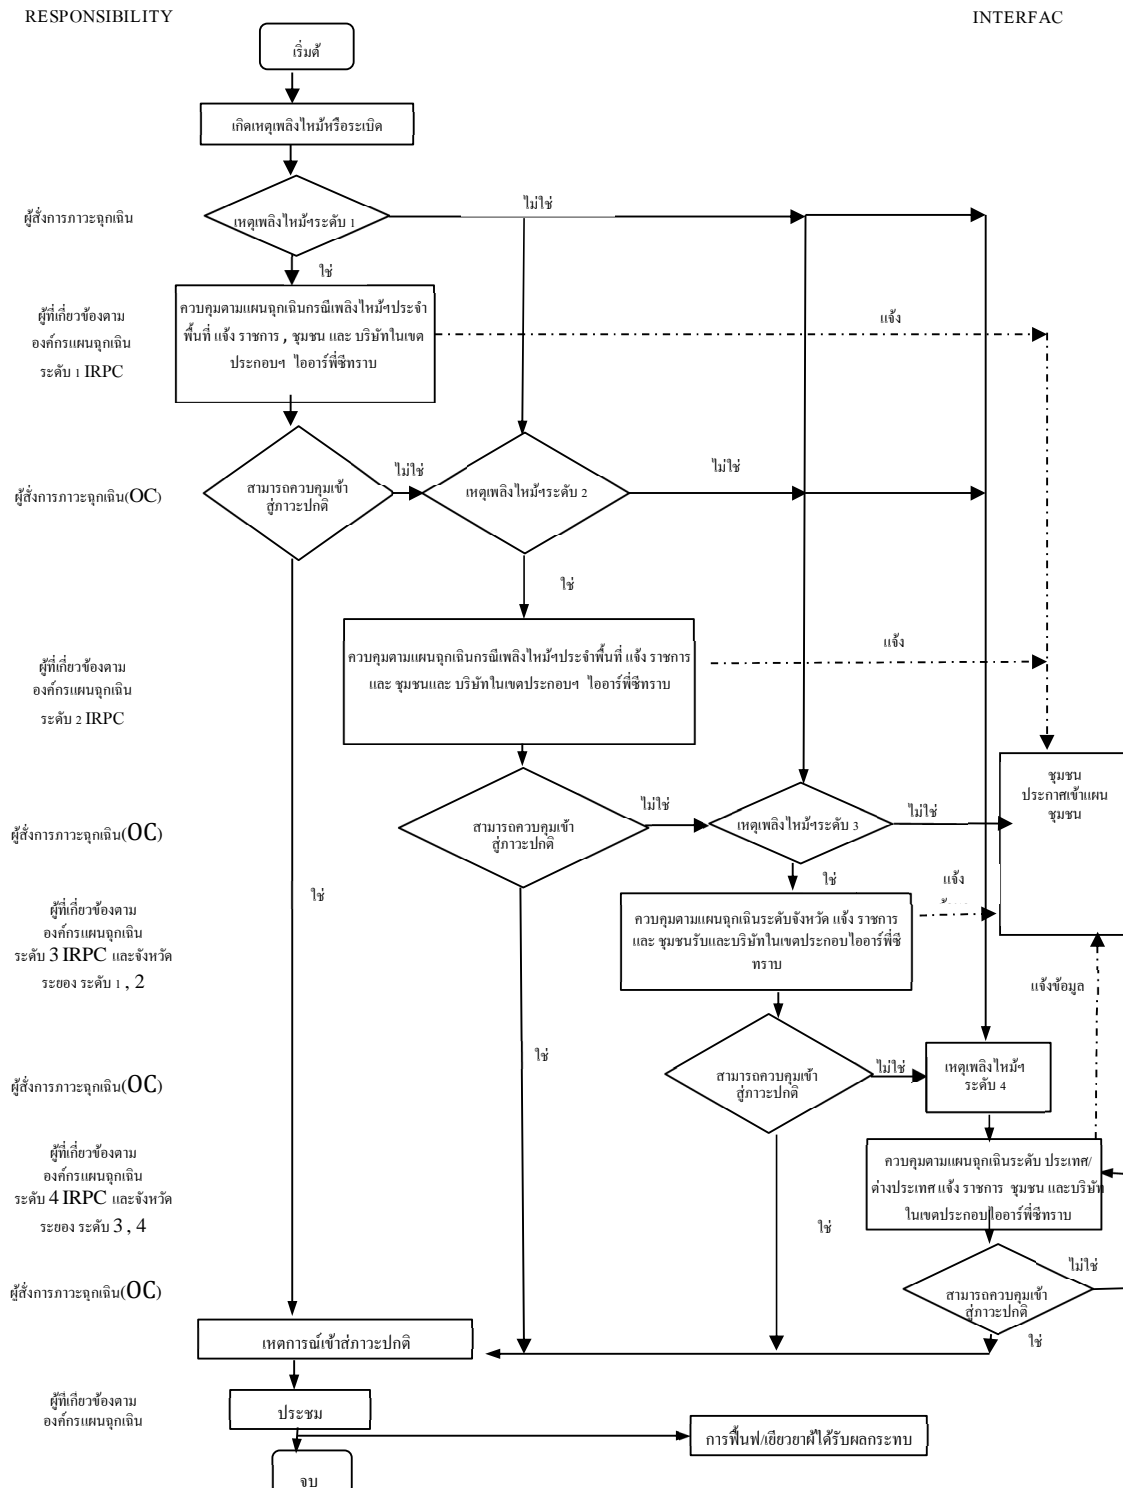 RESPONSIBILITY
INTERFAC
เริ่มต้
เกิดเหตุเพลิงไหม้หรือระเบิด
ผู้สั่งการภาวะฉุกเฉิน
เหตุเพลิงไหม้ฯระดับ 1
ไม่ใช่
ใช่
ผู้ที่เกี่ยวข้องตาม
องค์กรแผนฉุกเฉิน
ระดับ 1 IRPC
ควบคุมตามแผนฉุกเฉินกรณีเพลิงไหม้ฯประจำ
พื้นที่ แจ้ง ราชการ , ชุมชน และ บริษัทในเขต
ประกอบฯ ไออาร์พี่ซีทราบ
แจ้ง
ผู้สั่งการภาวะฉุกเฉิน(OC)
สามารถควบคุมเข้า
สู่ภาวะปกติ
ไม่ใช่
เหตุเพลิงไหม้ฯระดับ 2
ไม่ใช่
ใช่
ผู้ที่เกี่ยวข้องตาม
องค์กรแผนฉุกเฉิน
ระดับ 2 IRPC
ควบคุมตามแผนฉุกเฉินกรณีเพลิงไหม้ฯประจำพื้นที่ แจ้ง ราชการ
และ ชุมชนและ บริษัทในเขตประกอบฯ ไออาร์พี่ซีทราบ
แจ้ง
ชุมชน
ประกาศเข้าแผน
ชุมชน
ผู้สั่งการภาวะฉุกเฉิน(OC)
สามารถควบคุมเข้า
สู่ภาวะปกติ
ไม่ใช่
เหตุเพลิงไหม้ฯระดับ 3
ไม่ใช่
ใช่
ใช่
แจ้ง
ผู้ที่เกี่ยวข้องตาม
องค์กรแผนฉุกเฉิน
ระดับ 3 IRPC และจังหวัด
ระยอง ระดับ 1 , 2
ควบคุมตามแผนฉุกเฉินระดับจังหวัด แจ้ง ราชการ
และ ชุมชนรับและบริษัทในเขตประกอบไออาร์พี่ซี
ทราบ
แจ้งข้อมูล
ใช่
ผู้สั่งการภาวะฉุกเฉิน(OC)
สามารถควบคุมเข้า
สู่ภาวะปกติ
ไม่ใช่
เหตุเพลิงไหม้ฯ
ระดับ 4
ผู้ที่เกี่ยวข้องตาม
องค์กรแผนฉุกเฉิน
ระดับ 4 IRPC และจังหวัด
ระยอง ระดับ 3 , 4
ควบคุมตามแผนฉุกเฉินระดับ ประเทศ/
ต่างประเทศ แจ้ง ราชการ ชุมชน และบริษัท
ในเขตประกอบไออาร์พี่ซีทราบ
ใช่
ไม่ใช่
ผู้สั่งการภาวะฉุกเฉิน(OC)
สามารถควบคุมเข้า
สู่ภาวะปกติ
ใช่
เหตการณ์เข้าส่ภาวะปกติ
ผู้ที่เกี่ยวข้องตาม
องค์กรแผนฉุกเฉิน
ประชม
การฟื้นฟ/เยียวยาผ้ได้รับผลกระทบ
จบ